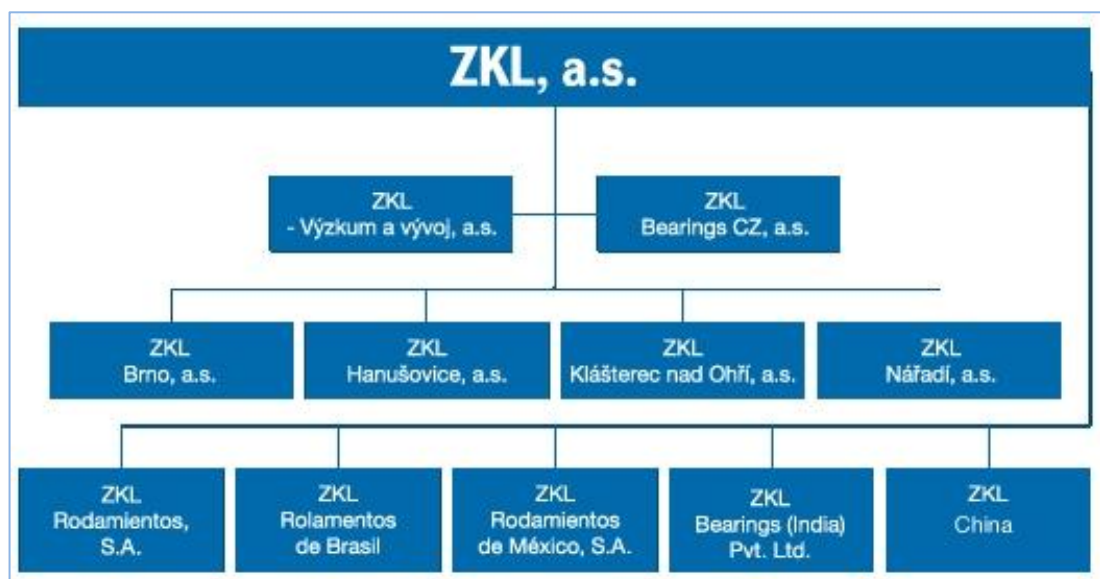 ZKL, a.s.
ZKL
- Výzkum a vývoj, a.s.
ZKL
Bearings CZ, a.s.
ZKL
Brno, a.s.
ZKL
Hanušovice, a.s.
ZKL
Klášterec nad Ohří, a.s.
ZKL
Nářadí, a.s.
ZKL
Rodamientos,
S.A.
ZKL
Rolamentos
de Brasil
ZKL
Rodamientos
de México, S.A.
ZKL
Bearings (India)
Pvt. Ltd.
ZKL
China